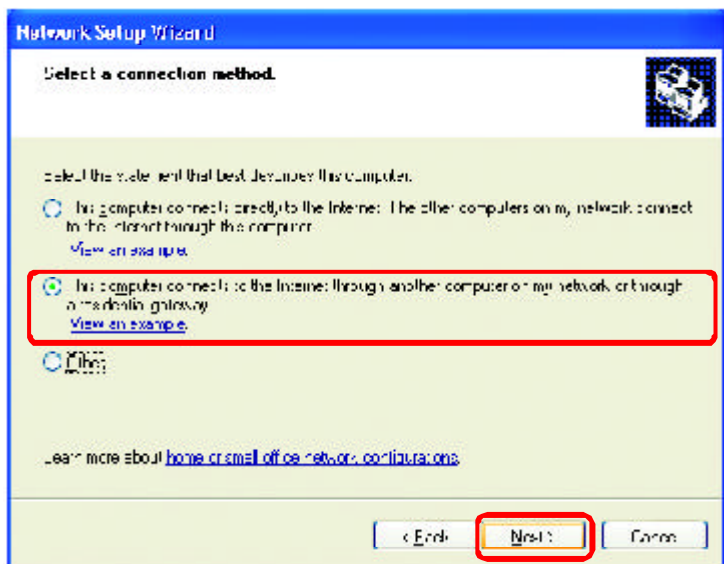 Network Setup Wizard
Select a connection method.
Select the statement that best describes this computer:
This computer connects directly to the Internet. The other computers on my network connect
to the Internet through this computer.
View an example.
This computer connects to the Internet through another computer on my network or through
a residential gateway.
View an example.
Other
Learn more about home or small office network configurations.
< Back
Next >
Cancel